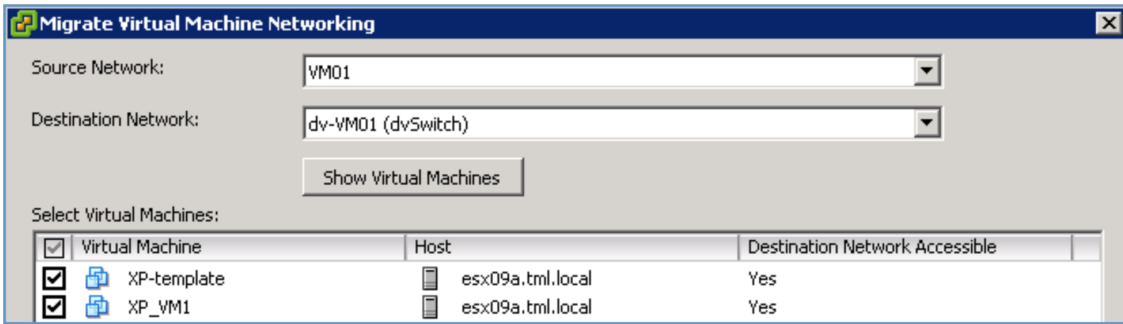 Migrate Virtual Machine Networking
Source Network: VM01
Destination Network: dv-VM01 (dvSwitch)
Show Virtual Machines
Select Virtual Machines:
Virtual Machine Host Destination Network Accessible
XP-template esx09a.tml.local Yes
XP_VM1 esx09a.tml.local Yes